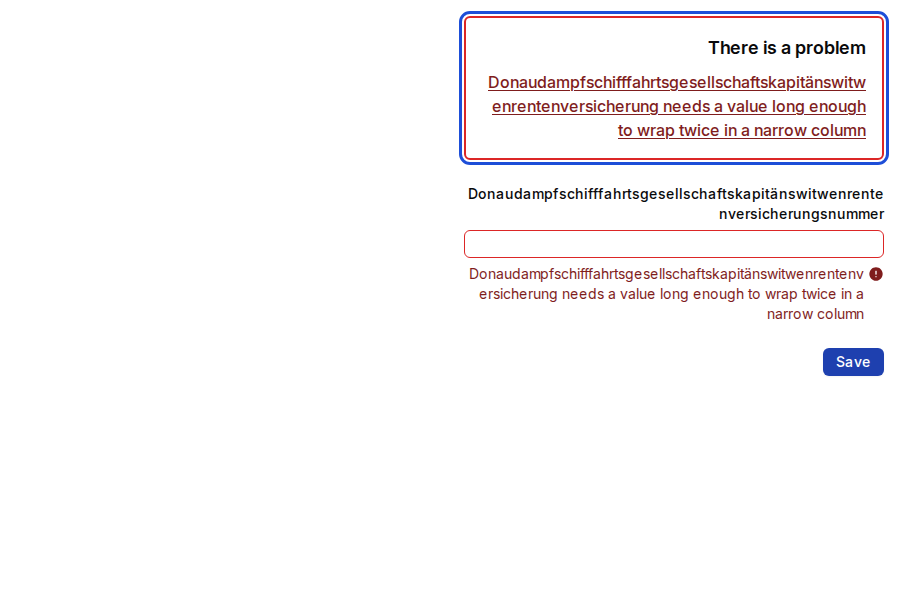 There is a problem
Donaudampfschifffahrtsgesellschaftskapitänswitw
enrentenversicherung needs a value long enough
to wrap twice in a narrow column
Donaudampfschifffahrtsgesellschaftskapitänswitwenrente
nversicherungsnummer
Donaudampfschifffahrtsgesellschaftskapitänswitwenrentenv
ersicherung needs a value long enough to wrap twice in a
narrow column
Save